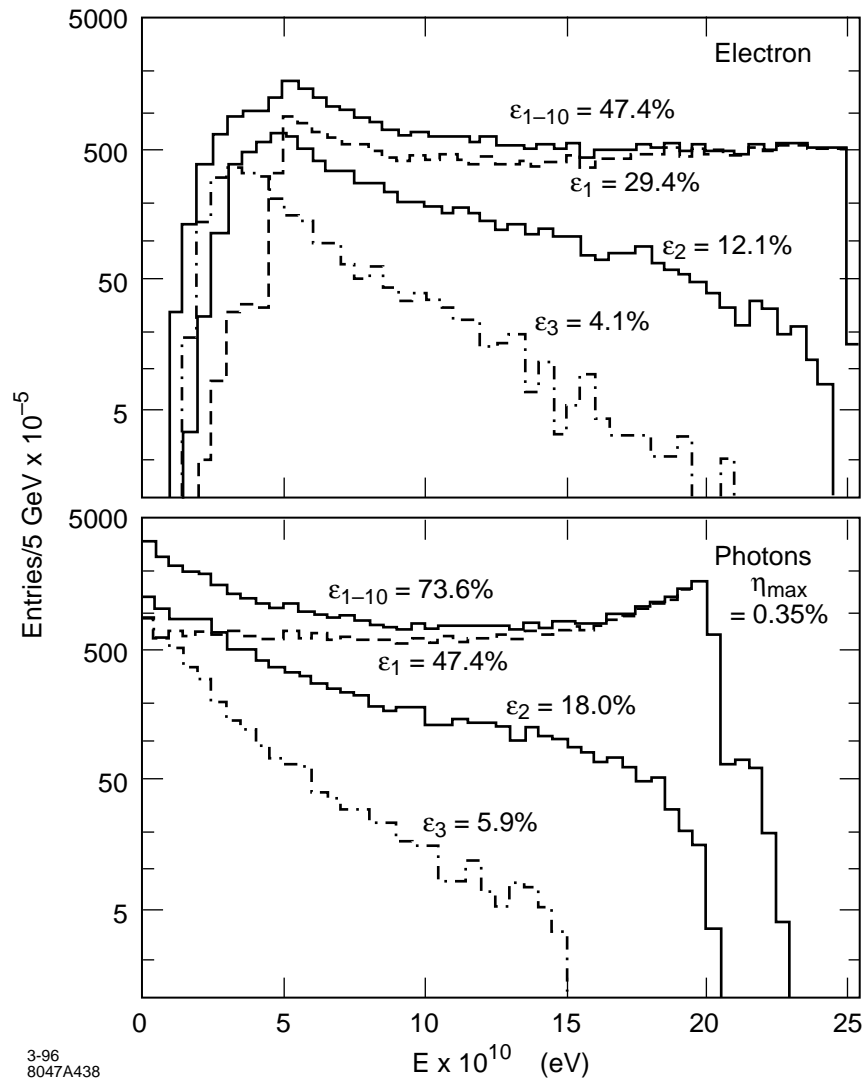 5000
Electron
ε1–10 = 47.4%
500
ε1 = 29.4%
ε2 = 12.1%
50
ε3 = 4.1%
5
Entries/5 GeV x 10–5
5000
Photons
ηmax
= 0.35%
ε1–10 = 73.6%
500
ε1 = 47.4%
ε2 = 18.0%
50
ε3 = 5.9%
5
0 5 10 15 20 25
E x 1010 (eV)
3-96
8047A438